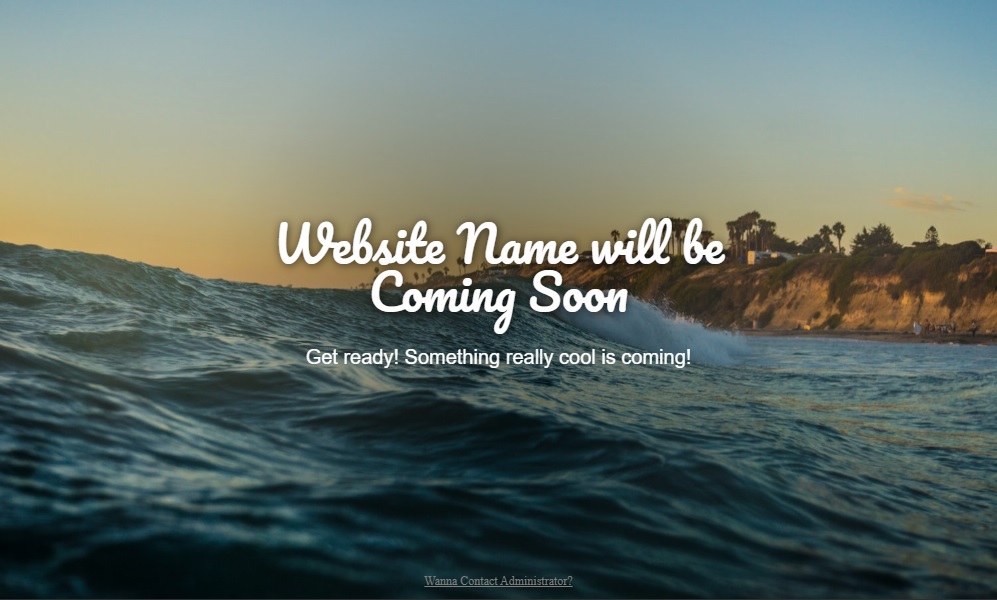 Website Name will be
Coming Soon
Get ready! Something really cool is coming!
Wanna Contact Administrator?